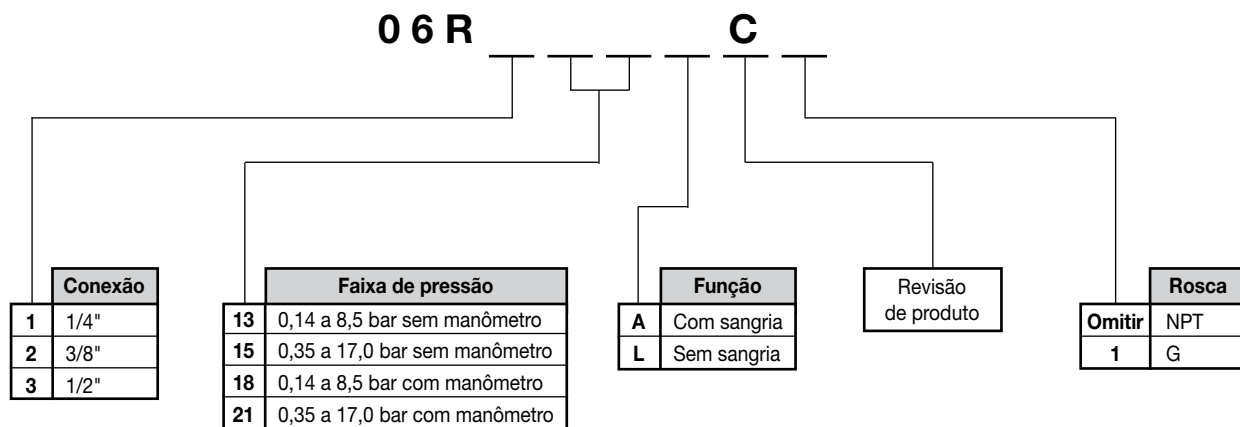 06R C
Conexão
1 1/4"
2 3/8"
3 1/2"
Faixa de pressão
13 0,14 a 8,5 bar sem manômetro
15 0,35 a 17,0 bar sem manômetro
18 0,14 a 8,5 bar com manômetro
21 0,35 a 17,0 bar com manômetro
Função
A Com sangria
L Sem sangria
Revisão
de produto
Rosca
Omitir NPT
1 G